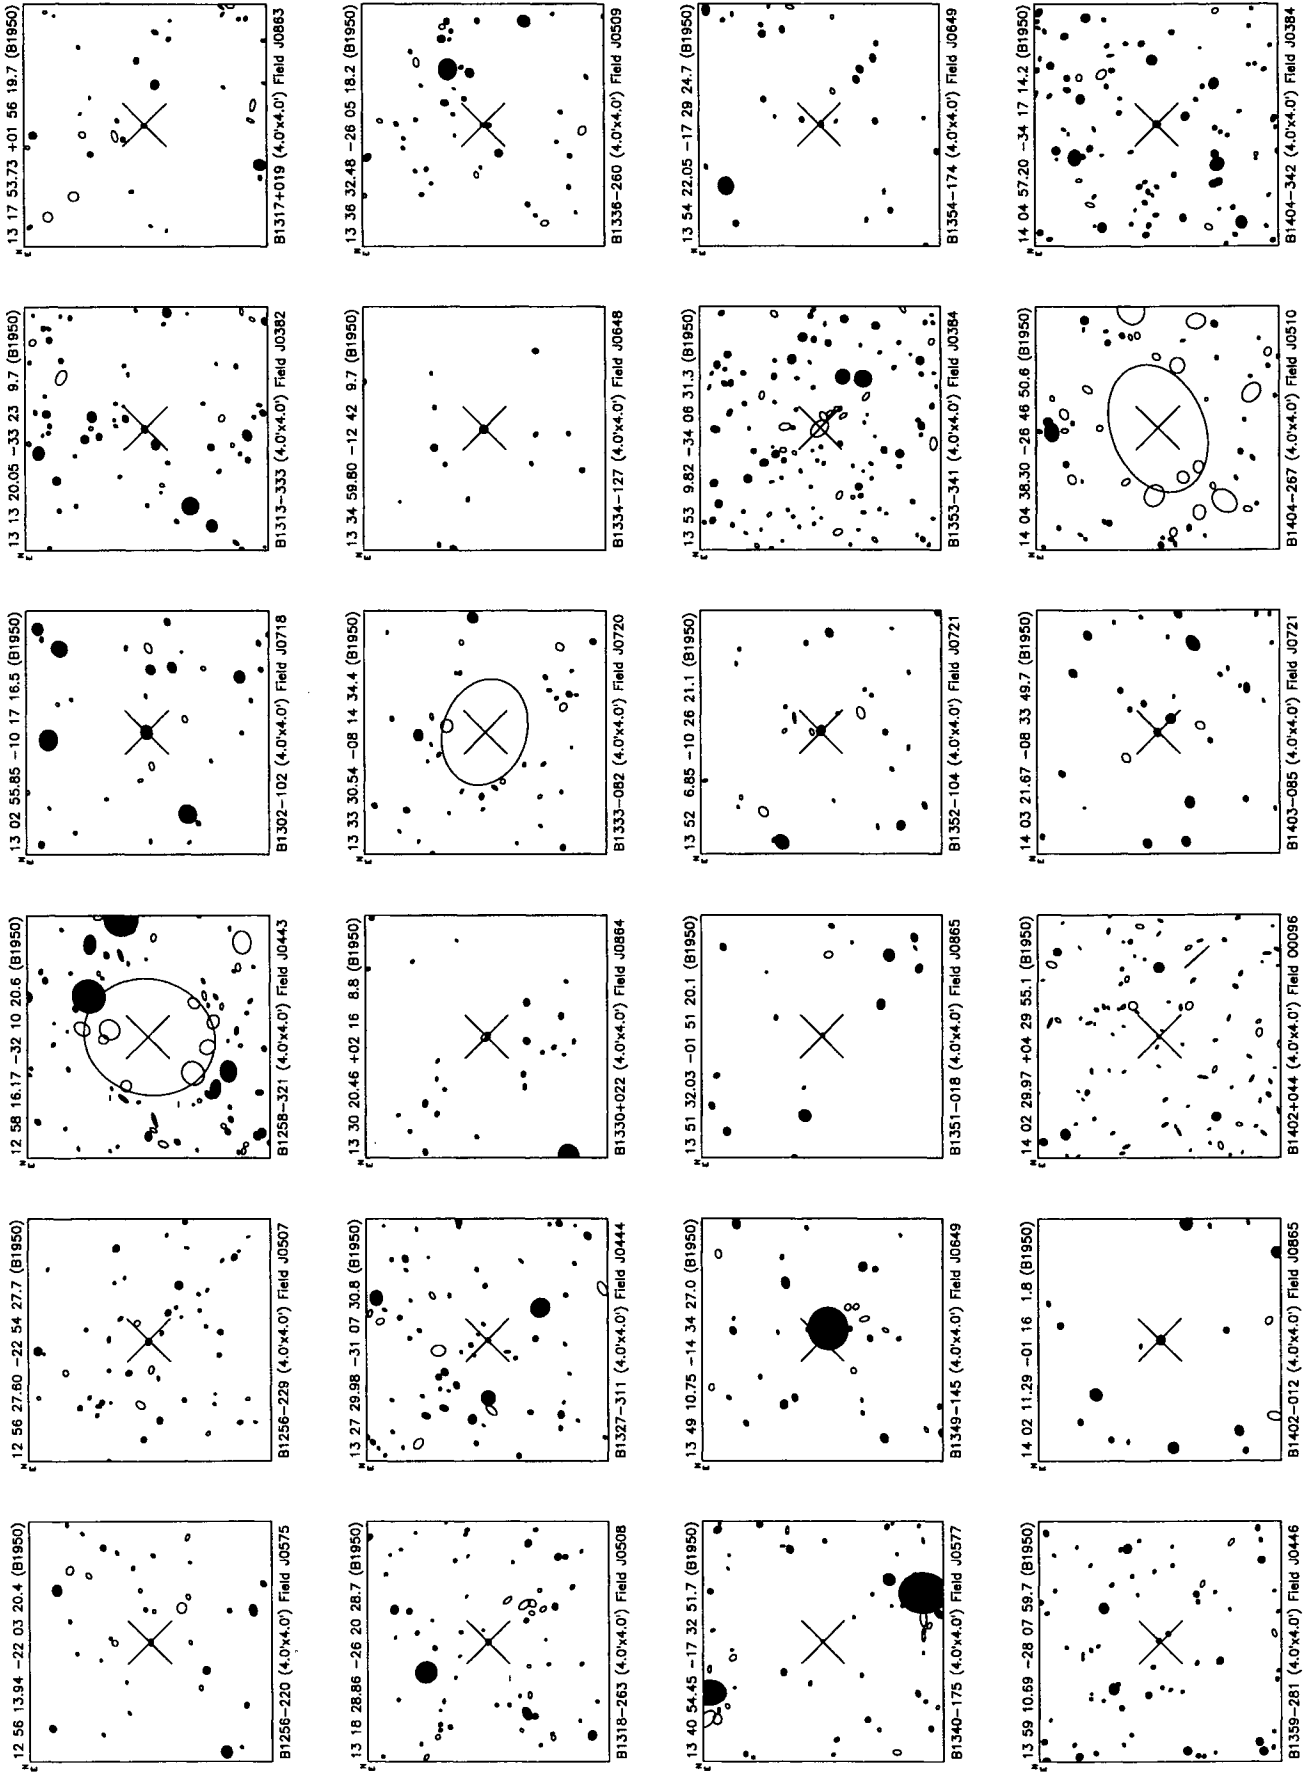 12 56 13.94 −22 03 20.4 (B1950)
N
E
B1256−220 (4.0'x4.0') Field J0575
12 56 27.60 −22 54 27.7 (B1950)
N
E
B1256−229 (4.0'x4.0') Field J0507
12 58 16.17 −32 10 20.6 (B1950)
N
E
B1258−321 (4.0'x4.0') Field J0443
13 02 55.85 −10 17 16.5 (B1950)
N
E
B1302−102 (4.0'x4.0') Field J0718
13 13 20.05 −33 23 9.7 (B1950)
N
E
B1313−333 (4.0'x4.0') Field J0382
13 17 53.73 +01 56 19.7 (B1950)
N
E
B1317+019 (4.0'x4.0') Field J0863
13 18 28.86 −26 20 28.7 (B1950)
N
E
B1318−263 (4.0'x4.0') Field J0508
13 27 29.98 −31 07 30.8 (B1950)
N
E
B1327−311 (4.0'x4.0') Field J0444
13 30 20.46 +02 16 8.8 (B1950)
N
E
B1330+022 (4.0'x4.0') Field J0864
13 33 30.54 −08 14 34.4 (B1950)
N
E
B1333−082 (4.0'x4.0') Field J0720
13 34 59.80 −12 42 9.7 (B1950)
N
E
B1334−127 (4.0'x4.0') Field J0648
13 36 32.48 −26 05 18.2 (B1950)
N
E
B1336−260 (4.0'x4.0') Field J0509
13 40 54.45 −17 32 51.7 (B1950)
N
E
B1340−175 (4.0'x4.0') Field J0577
13 49 10.75 −14 34 27.0 (B1950)
N
E
B1349−145 (4.0'x4.0') Field J0649
13 51 32.03 −01 51 20.1 (B1950)
N
E
B1351−018 (4.0'x4.0') Field J0865
13 52 6.85 −10 26 21.1 (B1950)
N
E
B1352−104 (4.0'x4.0') Field J0721
13 53 9.82 −34 06 31.3 (B1950)
N
E
B1353−341 (4.0'x4.0') Field J0384
13 54 22.05 −17 29 24.7 (B1950)
N
E
B1354−174 (4.0'x4.0') Field J0649
13 59 10.69 −28 07 59.7 (B1950)
N
E
B1359−281 (4.0'x4.0') Field J0446
14 02 11.29 −01 16 1.8 (B1950)
N
E
B1402−012 (4.0'x4.0') Field J0865
14 02 29.97 +04 29 55.1 (B1950)
N
E
B1402+044 (4.0'x4.0') Field O0096
14 03 21.67 −08 33 49.7 (B1950)
N
E
B1403−085 (4.0'x4.0') Field J0721
14 04 38.30 −26 46 50.6 (B1950)
N
E
B1404−267 (4.0'x4.0') Field J0510
14 04 57.20 −34 17 14.2 (B1950)
N
E
B1404−342 (4.0'x4.0') Field J0384